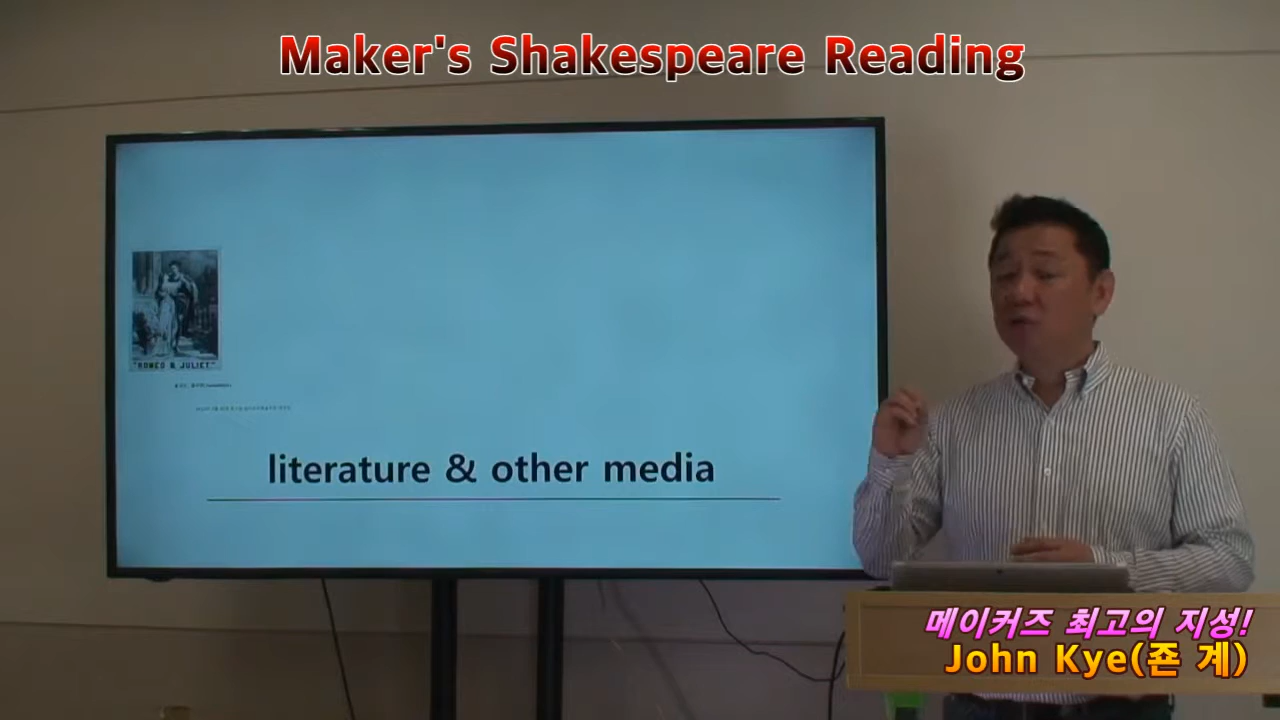 Maker's Shakespeare Reading
"ROMEO & JULIET"
literature & other media
메이커즈 최고의 지성!
John Kye(죤 계)